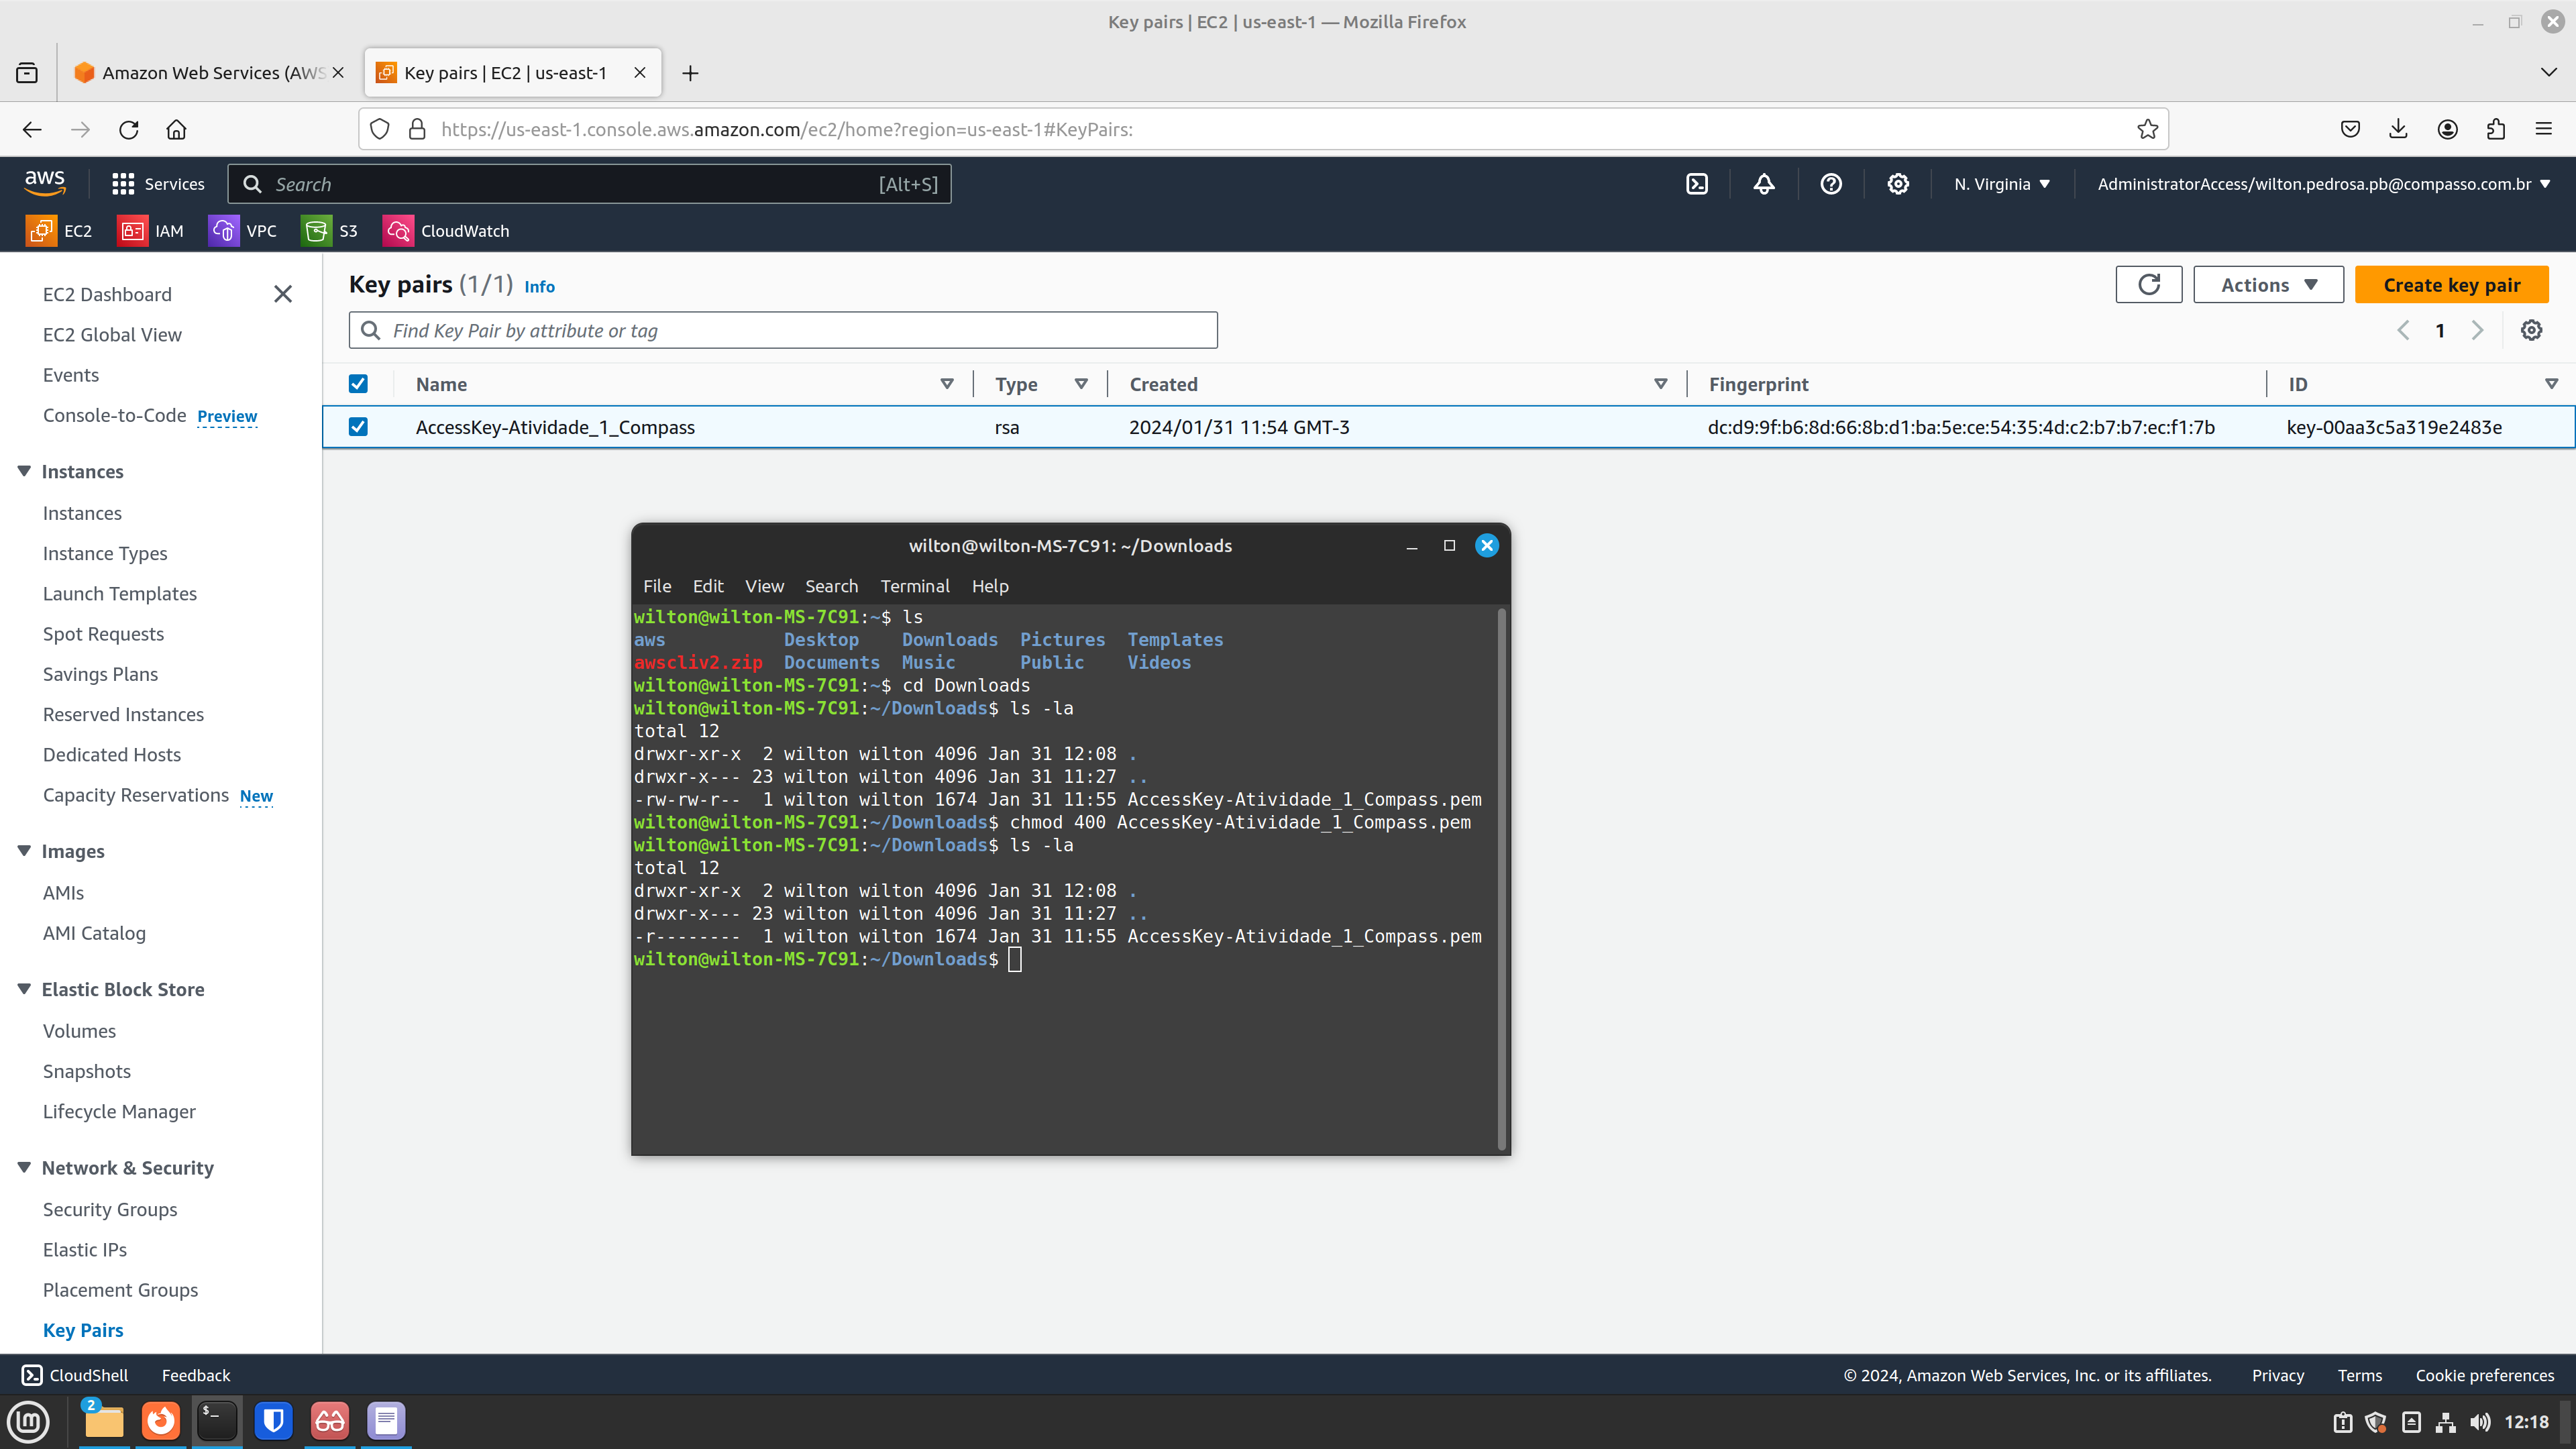 Key pairs | EC2 | us-east-1 — Mozilla Firefox
Amazon Web Services (AWS
Key pairs | EC2 | us-east-1
https://us-east-1.console.aws.amazon.com/ec2/home?region=us-east-1#KeyPairs:
aws
Services
Search
[Alt+S]
N. Virginia
AdministratorAccess/wilton.pedrosa.pb@compasso.com.br
EC2
IAM
VPC
S3
CloudWatch
EC2 Dashboard
EC2 Global View
Events
Console-to-Code Preview
Instances
Instances
Instance Types
Launch Templates
Spot Requests
Savings Plans
Reserved Instances
Dedicated Hosts
Capacity Reservations New
Images
AMIs
AMI Catalog
Elastic Block Store
Volumes
Snapshots
Lifecycle Manager
Network & Security
Security Groups
Elastic IPs
Placement Groups
Key Pairs
Key pairs (1/1) Info
Actions
Create key pair
Find Key Pair by attribute or tag
1
Name Type Created Fingerprint ID
AccessKey-Atividade_1_Compass rsa 2024/01/31 11:54 GMT-3 dc:d9:9f:b6:8d:66:8b:d1:ba:5e:ce:54:35:4d:c2:b7:b7:ec:f1:7b key-00aa3c5a319e2483e
wilton@wilton-MS-7C91: ~/Downloads
File Edit View Search Terminal Help
wilton@wilton-MS-7C91:~$ ls
aws Desktop Downloads Pictures Templates
awscliv2.zip Documents Music Public Videos
wilton@wilton-MS-7C91:~$ cd Downloads
wilton@wilton-MS-7C91:~/Downloads$ ls -la
total 12
drwxr-xr-x 2 wilton wilton 4096 Jan 31 12:08 .
drwxr-x--- 23 wilton wilton 4096 Jan 31 11:27 ..
-rw-rw-r-- 1 wilton wilton 1674 Jan 31 11:55 AccessKey-Atividade_1_Compass.pem
wilton@wilton-MS-7C91:~/Downloads$ chmod 400 AccessKey-Atividade_1_Compass.pem
wilton@wilton-MS-7C91:~/Downloads$ ls -la
total 12
drwxr-xr-x 2 wilton wilton 4096 Jan 31 12:08 .
drwxr-x--- 23 wilton wilton 4096 Jan 31 11:27 ..
-r-------- 1 wilton wilton 1674 Jan 31 11:55 AccessKey-Atividade_1_Compass.pem
wilton@wilton-MS-7C91:~/Downloads$
CloudShell
Feedback
© 2024, Amazon Web Services, Inc. or its affiliates.
Privacy
Terms
Cookie preferences
2
$_
12:18